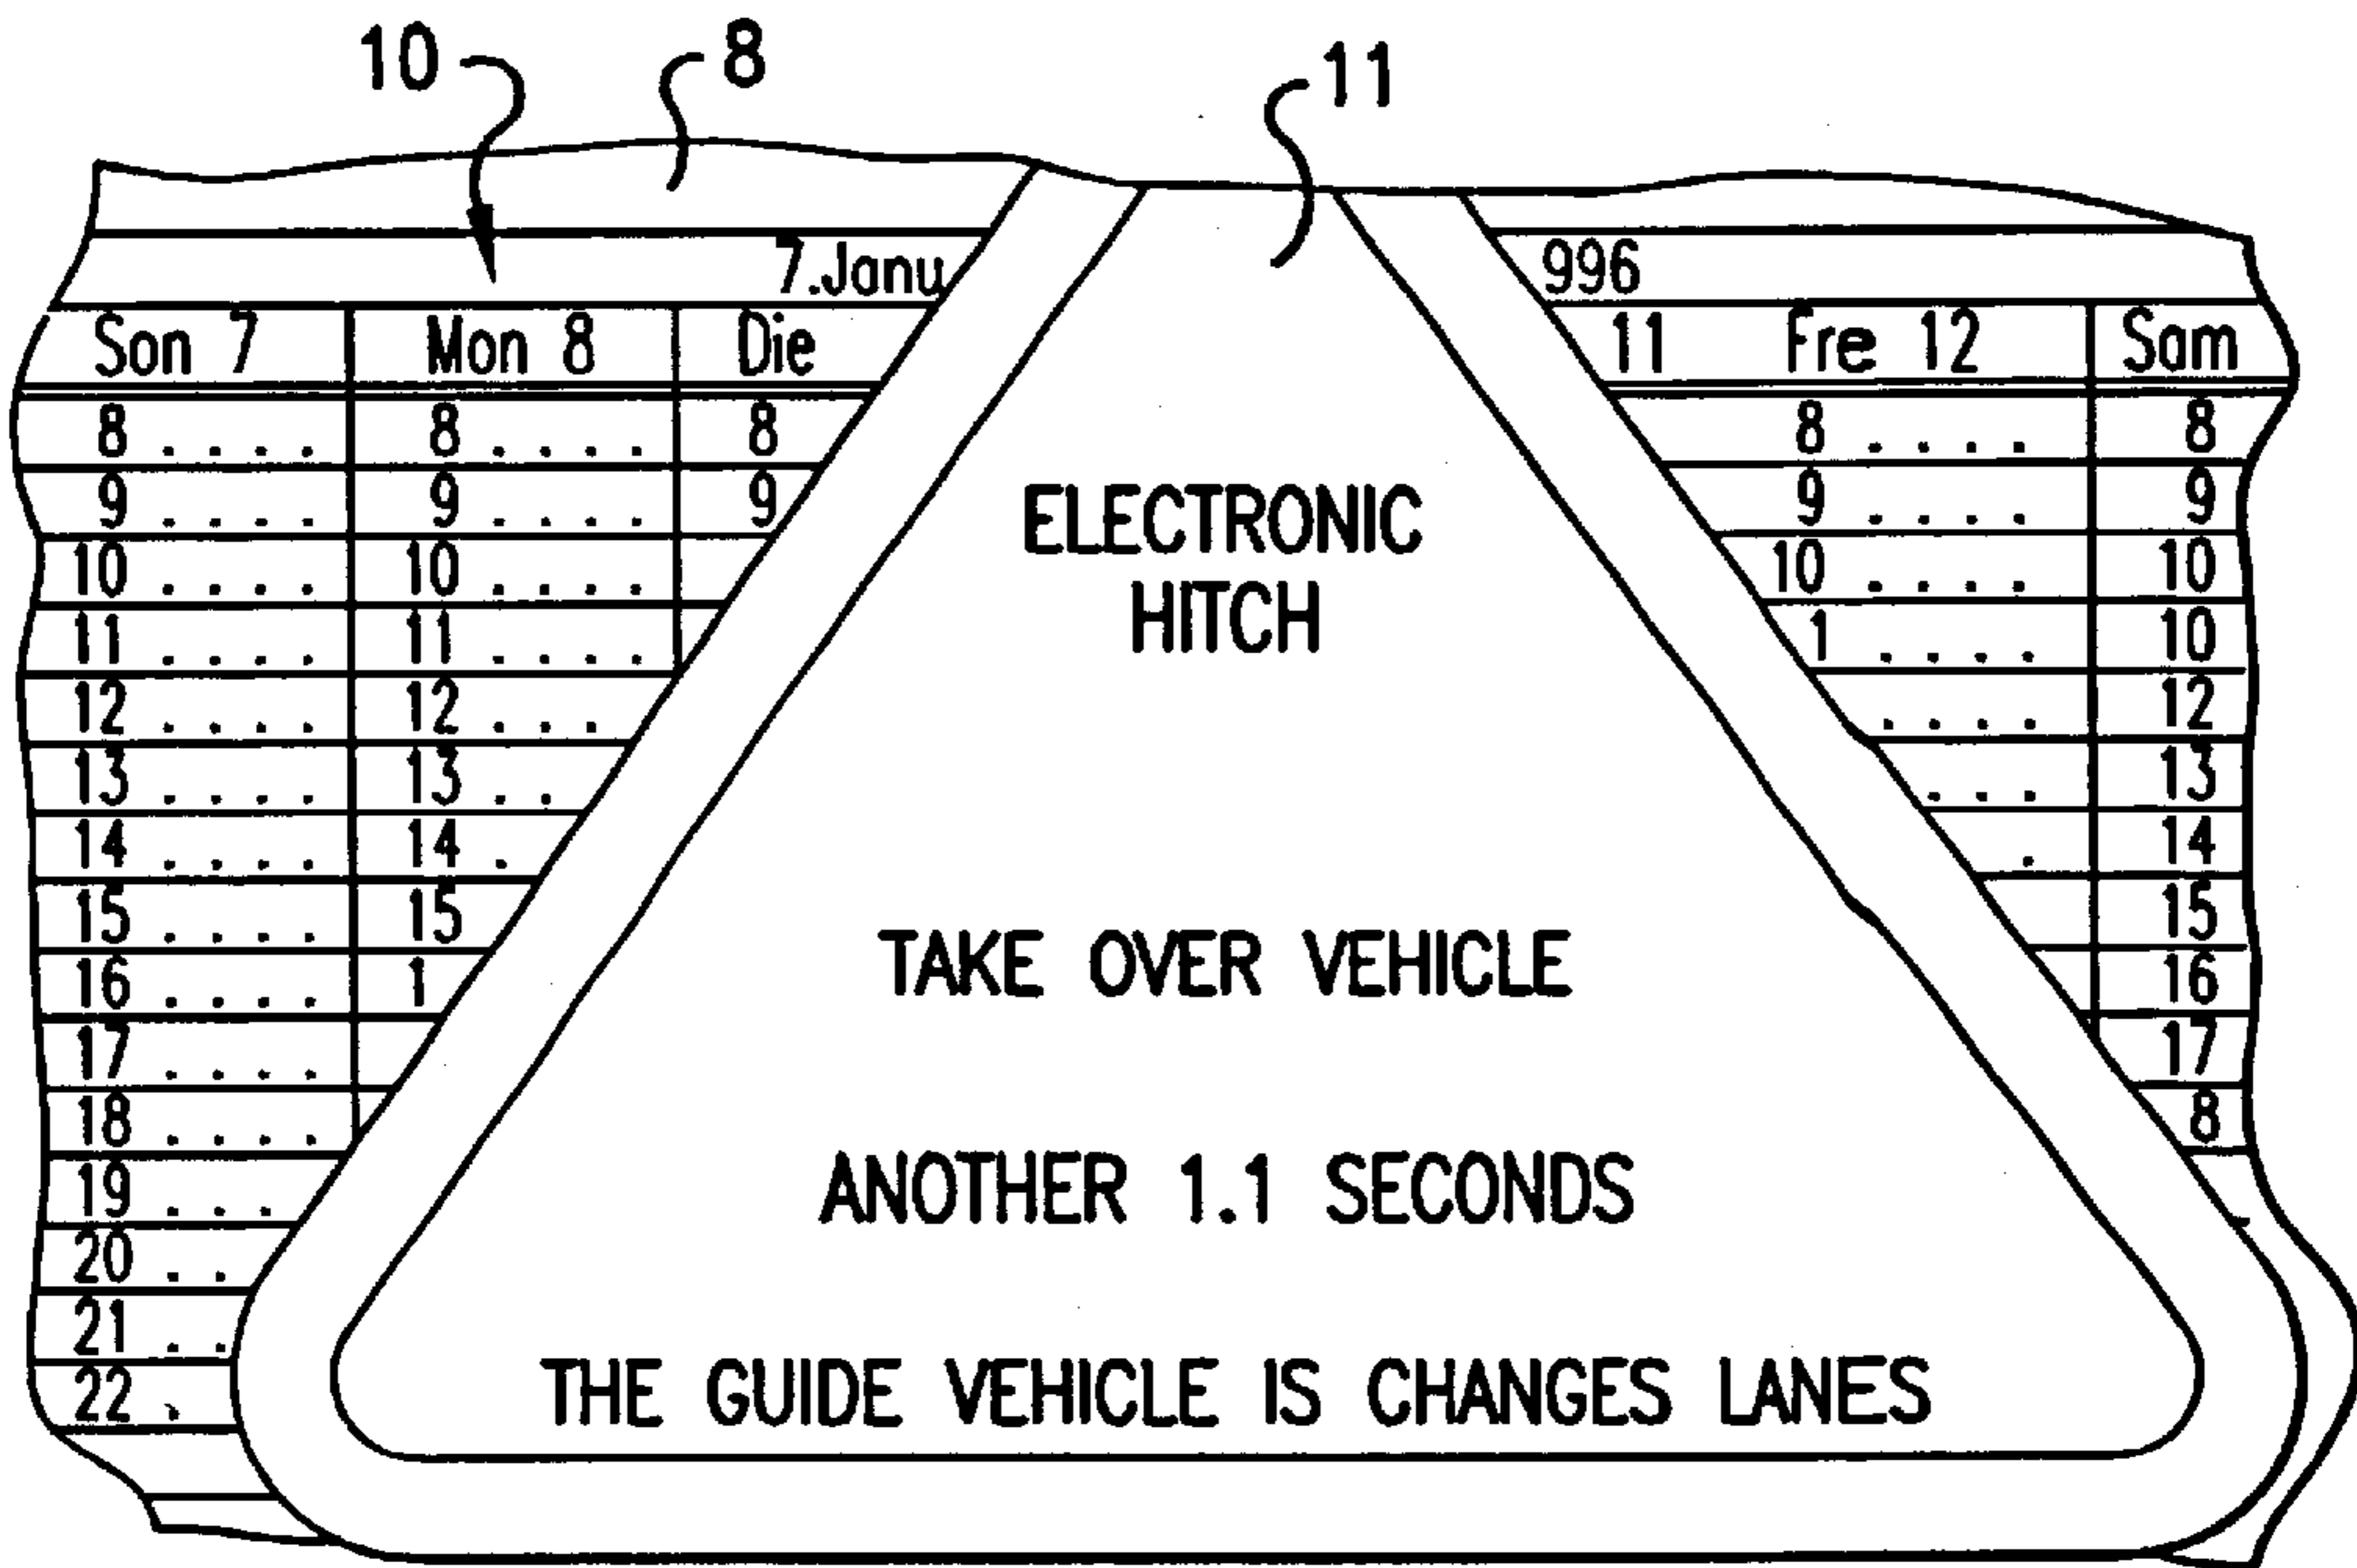 10 8 11
7.Janu 996
Son 7 Mon 8 Die 11 Fre 12 Sam
8 . . . . 8 . . . . 8 8 . . . . 8
9 . . . . 9 . . . . 9 9 . . . . 9
ELECTRONIC
10 . . . . 10 . . . . 10 . . . . 10
HITCH
11 . . . . 11 . . . . 1 . . . . 10
12 . . . . 12 . . . . . . . 12
13 . . . . 13 . . . . . 13
14 . . . . 14 . . 14
15 . . . . 15 15
TAKE OVER VEHICLE
16 . . . . 1 16
17 . . . . 17
18 . . . . 8
ANOTHER 1.1 SECONDS
19 . . .
20 . .
21 . .
THE GUIDE VEHICLE IS CHANGES LANES
22 .